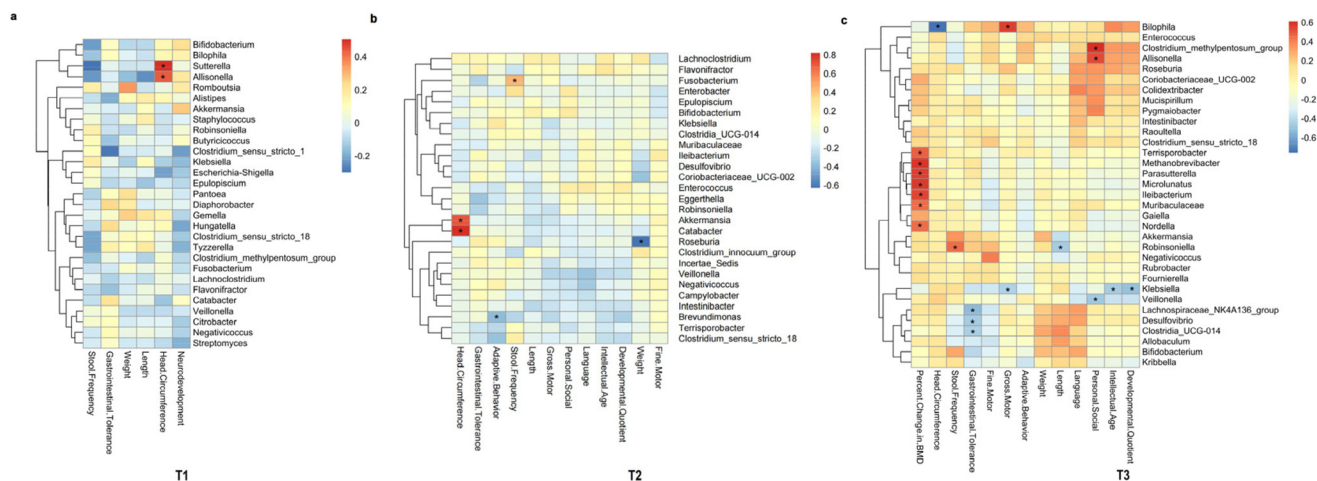 a
Bifidobacterium
Bilophila
Sutterella
Allisonella
Romboutsia
Alistipes
Akkermansia
Staphylococcus
Robinsoniella
Butyricicoccus
Clostridium_sensu_stricto_1
Klebsiella
Escherichia-Shigella
Epulopiscium
Pantoea
Diaphorobacter
Gemella
Hungatella
Clostridium_sensu_stricto_18
Tyzzerella
Clostridium_methylpentosum_group
Fusobacterium
Lachnoclostridium
Flavonifractor
Catabacter
Veillonella
Citrobacter
Negativicoccus
Streptomyces
0.4
0.2
0
-0.2
Stool.Frequency
Gastrointestinal.Tolerance
Weight
Length
Head.Circumference
Neurodevelopment
T1
b
Lachnoclostridium
Flavonifractor
Fusobacterium
Enterobacter
Epulopiscium
Bifidobacterium
Klebsiella
Clostridia_UCG-014
Muribaculaceae
Ileibacterium
Desulfovibrio
Coriobacteriaceae_UCG-002
Enterococcus
Eggerthella
Robinsoniella
Akkermansia
Catabacter
Roseburia
Clostridium_innocuum_group
Incertae_Sedis
Veillonella
Negativicoccus
Campylobacter
Intestinibacter
Brevundimonas
Terrisporobacter
Clostridium_sensu_stricto_18
0.8
0.6
0.4
0.2
0
-0.2
-0.4
-0.6
Head.Circumference
Gastrointestinal.Tolerance
Adaptive.Behavior
Stool.Frequency
Length
Gross.Motor
Personal.Social
Language
Intellectual.Age
Developmental.Quotient
Weight
Fine.Motor
T2
c
Bilophila
Enterococcus
Clostridium_methylpentosum_group
Allisonella
Roseburia
Coriobacteriaceae_UCG-002
Colidextribacter
Mucispirillum
Pygmaiobacter
Intestinibacter
Raoultella
Clostridium_sensu_stricto_18
Terrisporobacter
Methanobrevibacter
Parasutterella
Microlunatus
Ileibacterium
Muribaculaceae
Gaiella
Nordella
Akkermansia
Robinsoniella
Negativicoccus
Rubrobacter
Fournierella
Klebsiella
Veillonella
Lachnospiraceae_NK4A136_group
Desulfovibrio
Clostridia_UCG-014
Allobaculum
Bifidobacterium
Kribbella
0.6
0.4
0.2
0
-0.2
-0.4
-0.6
Percent.Change.in.BMD
Head.Circumference
Stool.Frequency
Gastrointestinal.Tolerance
Fine.Motor
Gross.Motor
Adaptive.Behavior
Weight
Length
Language
Personal.Social
Intellectual.Age
Developmental.Quotient
T3